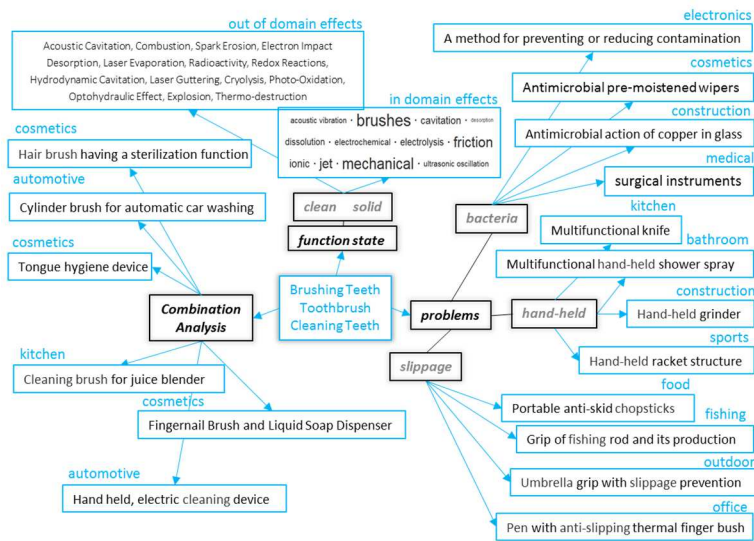 out of domain effects
Acoustic Cavitation, Combustion, Spark Erosion, Electron Impact
Desorption, Laser Evaporation, Radioactivity, Redox Reactions,
Hydrodynamic Cavitation, Laser Guttering, Cryolysis, Photo-Oxidation,
Optohydraulic Effect, Explosion, Thermo-destruction
in domain effects
acoustic vibration · brushes · cavitation · desorption
dissolution · electrochemical · electrolysis · friction
ionic · jet · mechanical · ultrasonic oscillation
clean solid
function state
cosmetics
Hair brush having a sterilization function
automotive
Cylinder brush for automatic car washing
cosmetics
Tongue hygiene device
Combination
Analysis
kitchen
Cleaning brush for juice blender
cosmetics
Fingernail Brush and Liquid Soap Dispenser
automotive
Hand held, electric cleaning device
Brushing Teeth
Toothbrush
Cleaning Teeth
problems
bacteria
electronics
A method for preventing or reducing contamination
cosmetics
Antimicrobial pre-moistened wipers
construction
Antimicrobial action of copper in glass
medical
surgical instruments
hand-held
kitchen
Multifunctional knife
bathroom
Multifunctional hand-held shower spray
construction
Hand-held grinder
sports
Hand-held racket structure
slippage
food
Portable anti-skid chopsticks
fishing
Grip of fishing rod and its production
outdoor
Umbrella grip with slippage prevention
office
Pen with anti-slipping thermal finger bush